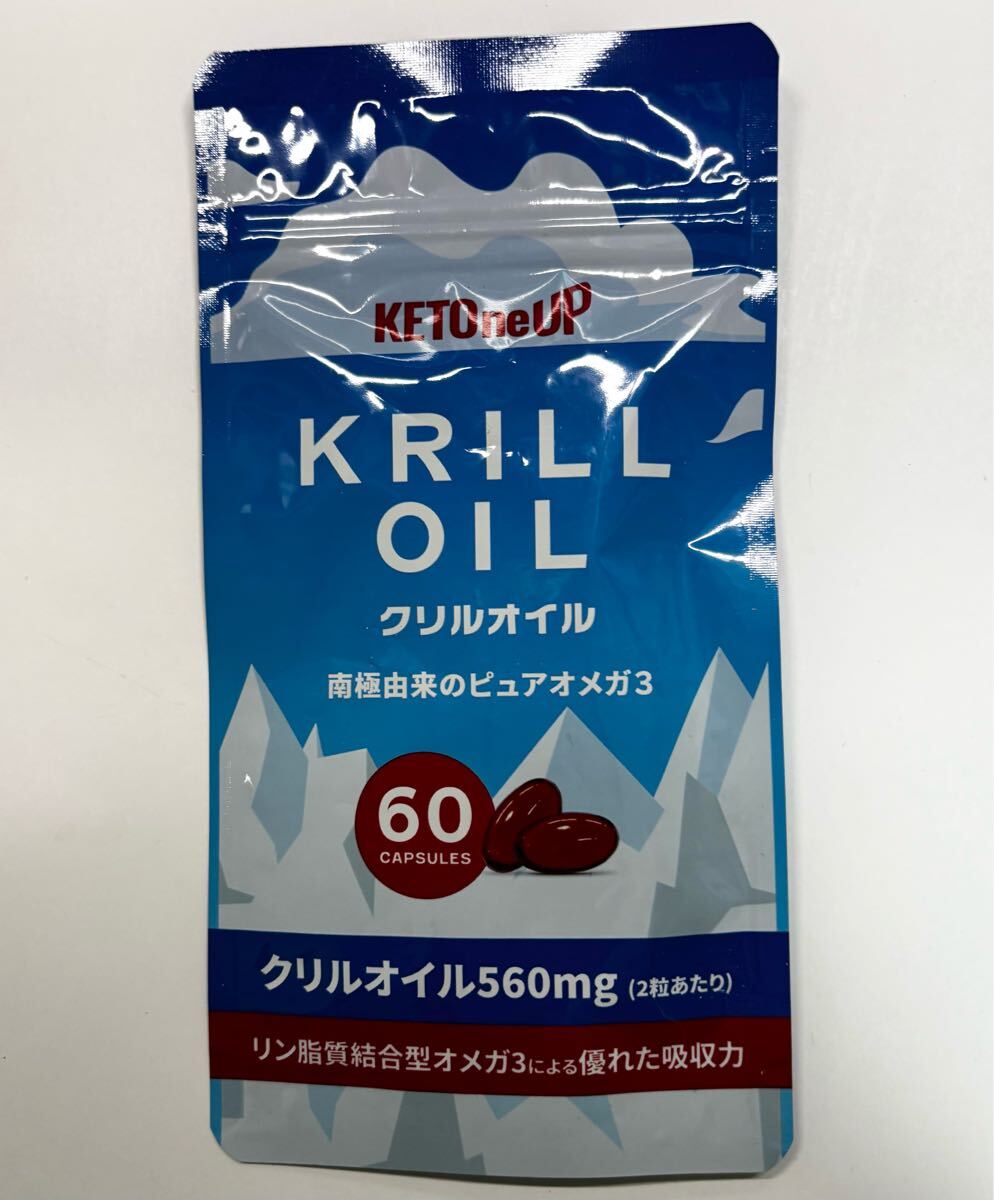 KETOneUP
KRILL
OIL
クリルオイル
南極由来のピュアオメガ3
60
CAPSULES
クリルオイル560mg (2粒あたり)
リン脂質結合型オメガ3による優れた吸収力